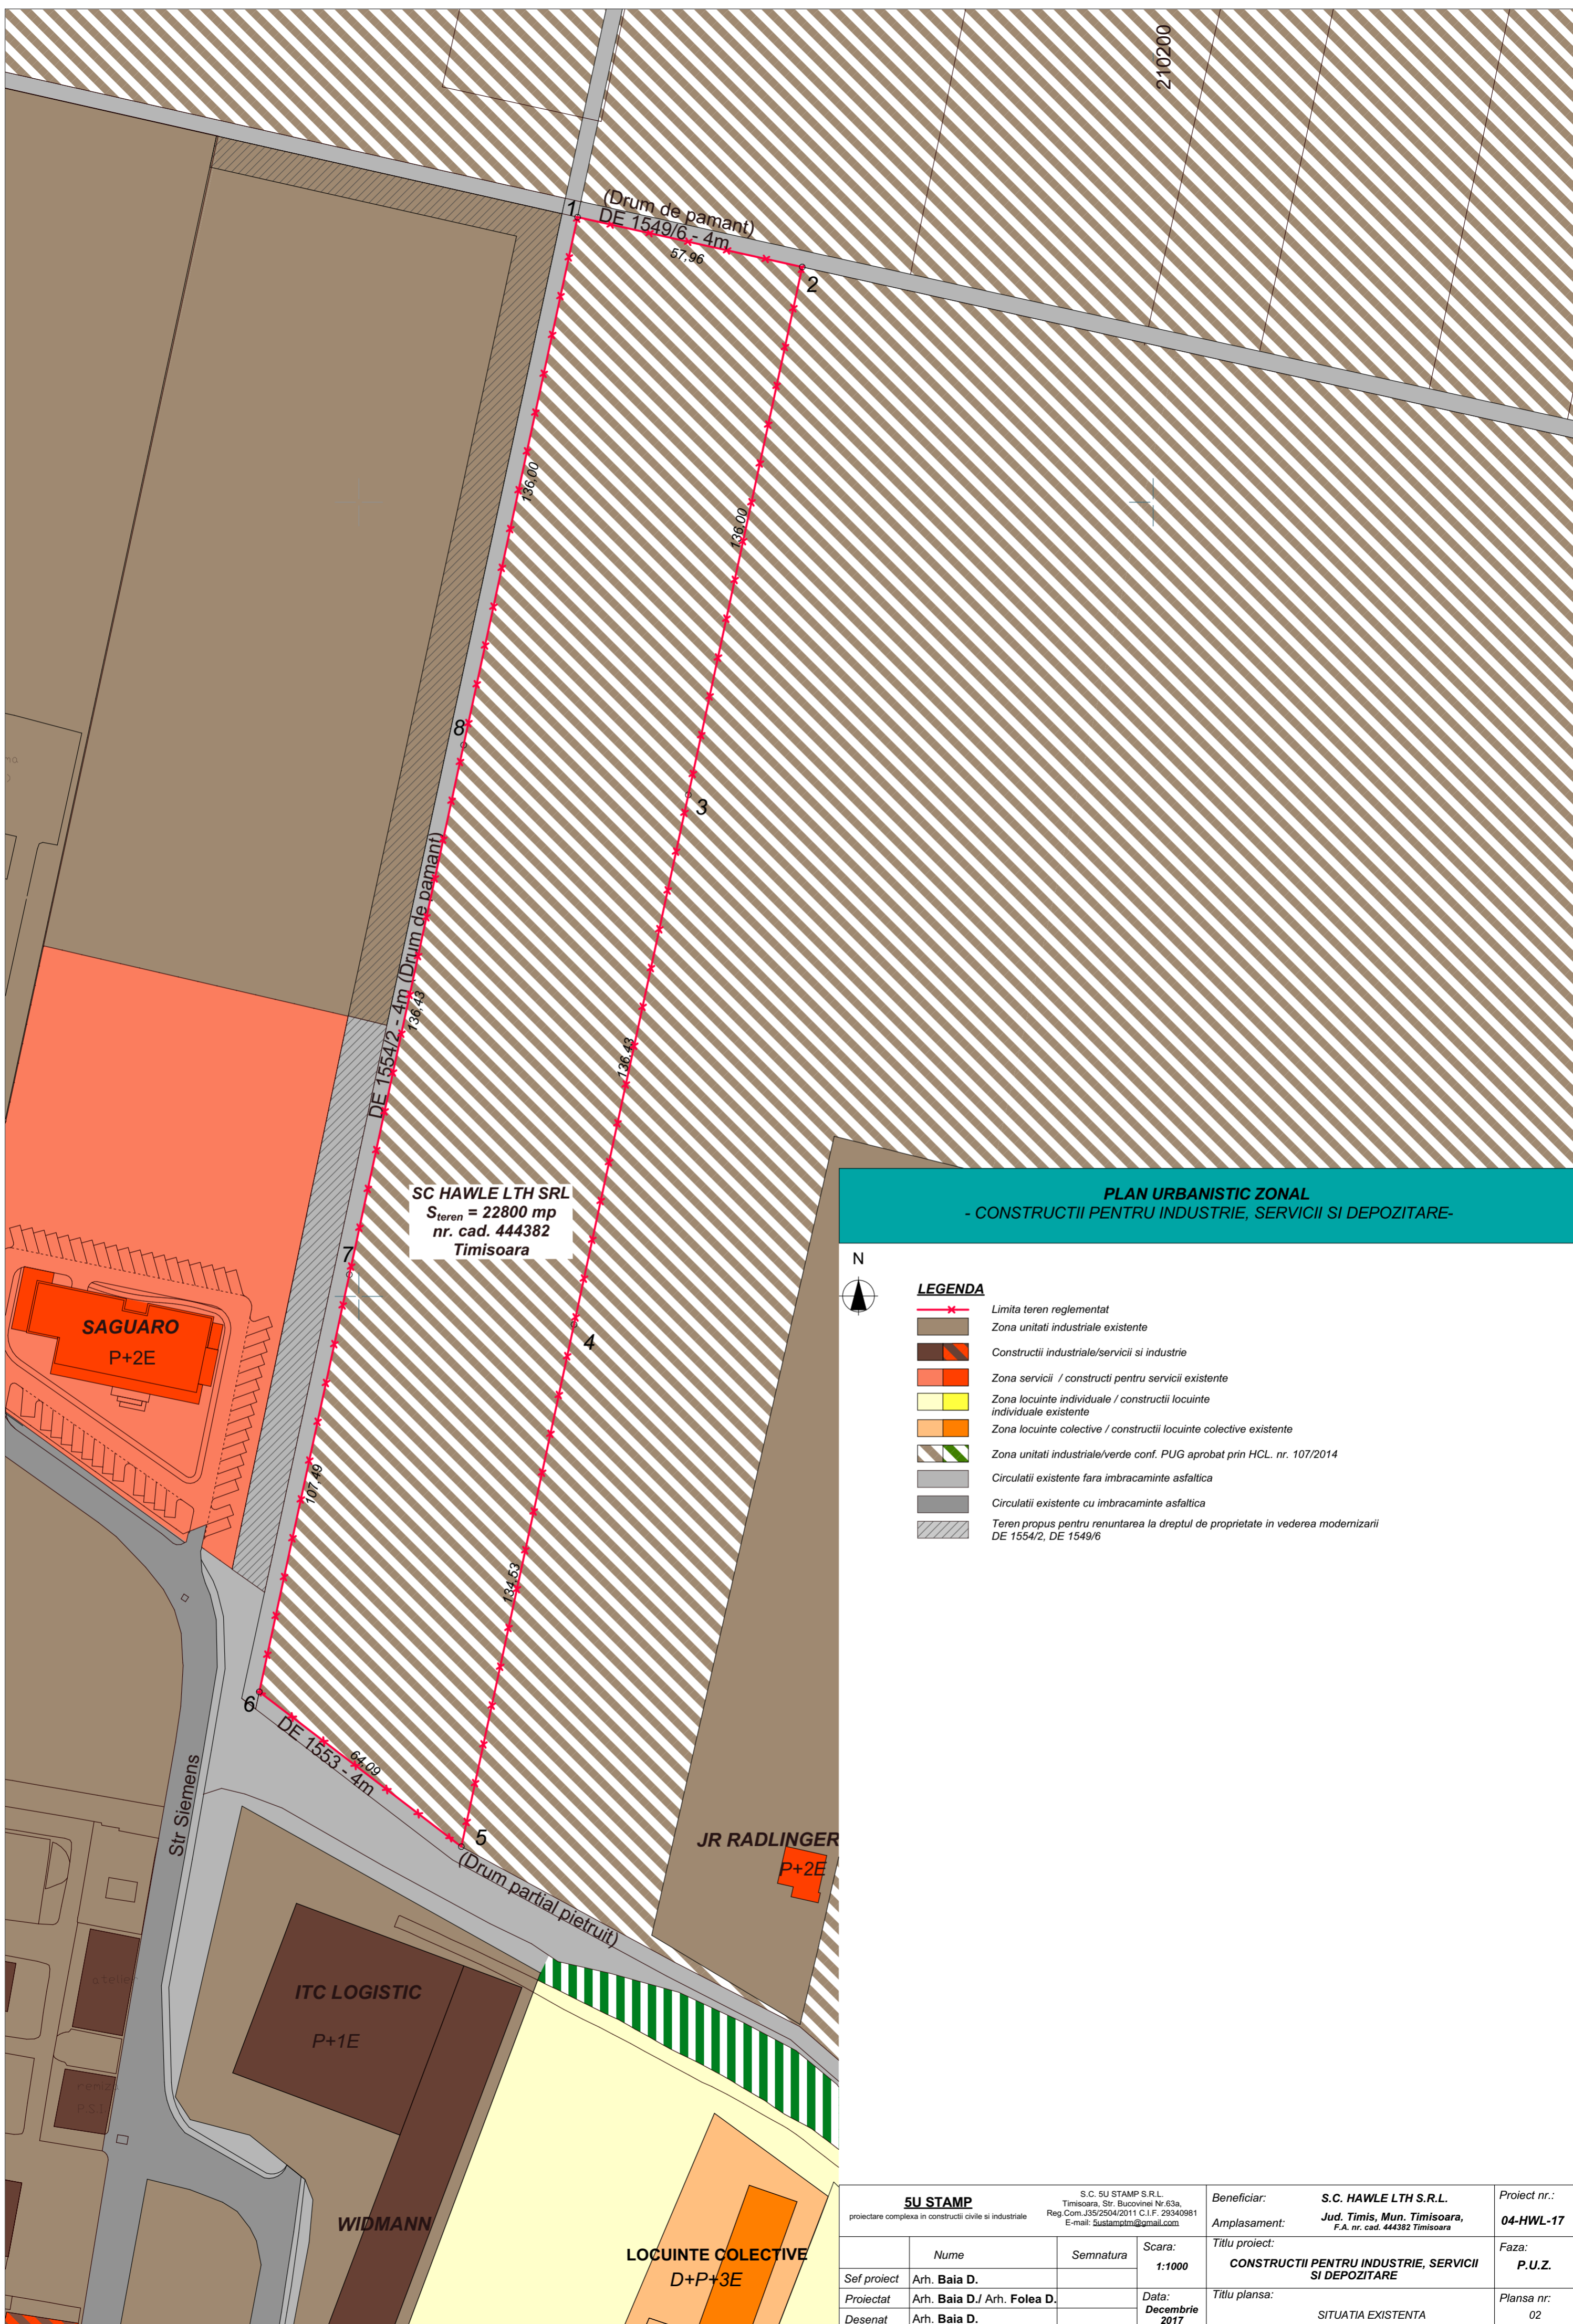 210200
(Drum de pamant)
DE 1549/6 - 4m
1
57,96
2
136,00
136,00
8
3
DE 1554/2 - 4m (Drum de pamant)
136,43
136,43
SC HAWLE LTH SRL
Steren = 22800 mp
nr. cad. 444382
Timisoara
7
4
SAGUARO
P+2E
107,49
134,53
6
DE 1553 - 4m
64,09
5
(Drum partial pietruit)
Str Siemens
JR RADLINGER
P+2E
ITC LOGISTIC
P+1E
WIDMANN
LOCUINTE COLECTIVE
D+P+3E
PLAN URBANISTIC ZONAL
- CONSTRUCTII PENTRU INDUSTRIE, SERVICII SI DEPOZITARE-
N
LEGENDA
Limita teren reglementat
Zona unitati industriale existente
Constructii industriale/servicii si industrie
Zona servicii / constructi pentru servicii existente
Zona locuinte individuale / constructii locuinte
individuale existente
Zona locuinte colective / constructii locuinte colective existente
Zona unitati industriale/verde conf. PUG aprobat prin HCL. nr. 107/2014
Circulatii existente fara imbracaminte asfaltica
Circulatii existente cu imbracaminte asfaltica
Teren propus pentru renuntarea la dreptul de proprietate in vederea modernizarii
DE 1554/2, DE 1549/6
5U STAMP
proiectare complexa in constructii civile si industriale
S.C. 5U STAMP S.R.L.
Timisoara, Str. Bucovinei Nr.63a,
Reg.Com.J35/2504/2011 C.I.F. 29340981
E-mail: 5ustamptm@gmail.com
Beneficiar: S.C. HAWLE LTH S.R.L.
Amplasament: Jud. Timis, Mun. Timisoara,
F.A. nr. cad. 444382 Timisoara
Proiect nr.:
04-HWL-17
Nume Semnatura
Scara:
1:1000
Titlu proiect:
CONSTRUCTII PENTRU INDUSTRIE, SERVICII
SI DEPOZITARE
Faza:
P.U.Z.
Sef proiect Arh. Baia D.
Proiectat Arh. Baia D./ Arh. Folea D.
Desenat Arh. Baia D.
Data:
Decembrie
2017
Titlu plansa:
SITUATIA EXISTENTA
Plansa nr:
02